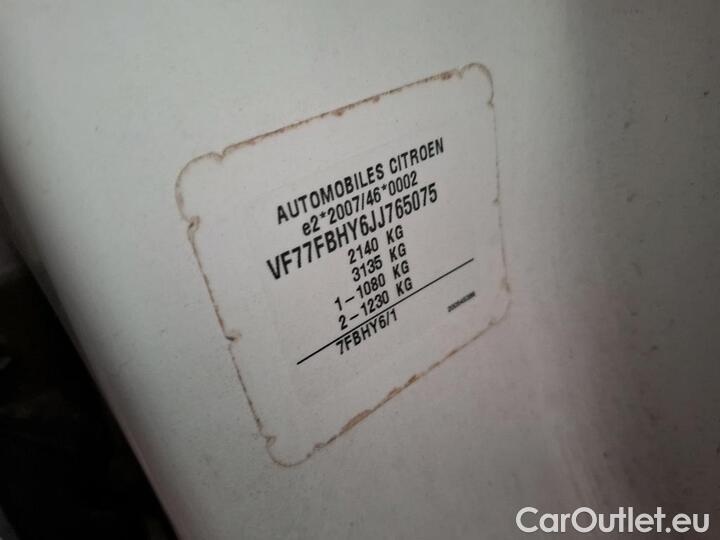 AUTOMOBILES CITROEN
e2*2007/46*0002
VF77FBHY6JJ765075
2140 KG
3135 KG
1-1080 KG
2-1230 KG
7FBHY6/1
CarOutlet.eu